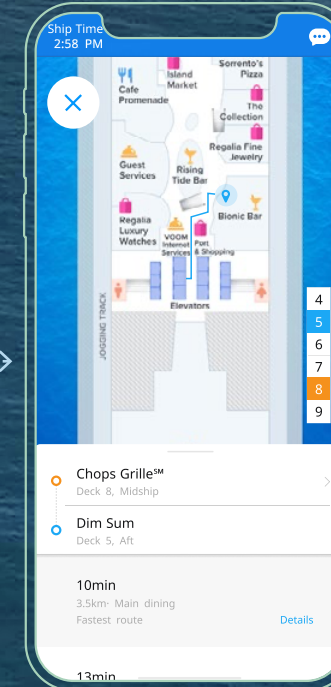 Ship Time
2:58 PM
Sorrento's
Pizza
Island
Market
Cafe
Promenade
The
Collection
Regalia Fine
Jewelry
Guest
Services
Rising
Tide Bar
Regalia
Luxury
Watches
Bionic Bar
VOOM
Internet
Services
Port
& Shopping
Elevators
JOGGING TRACK
4
5
6
7
8
9
Chops Grille℠
Deck 8, Midship
Dim Sum
Deck 5, Aft
10min
3.5km· Main dining
Fastest route
Details
13min